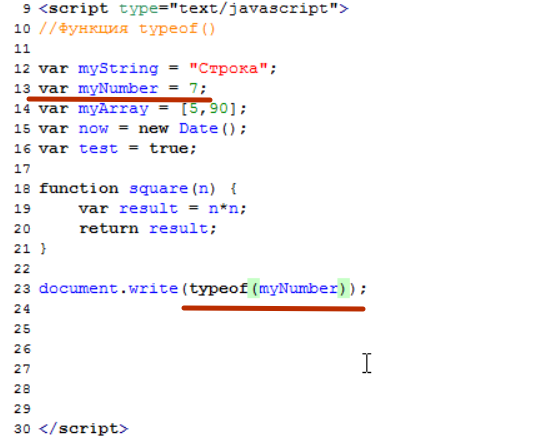 9 <script type="text/javascript">
10 //Функция typeof()
11
12 var myString = "Строка";
13 var myNumber = 7;
14 var myArray = [5,90];
15 var now = new Date();
16 var test = true;
17
18 function square(n) {
19     var result = n*n;
20     return result;
21 }
22
23 document.write(typeof(myNumber));
24
25
26
27
28
29
30 </script>